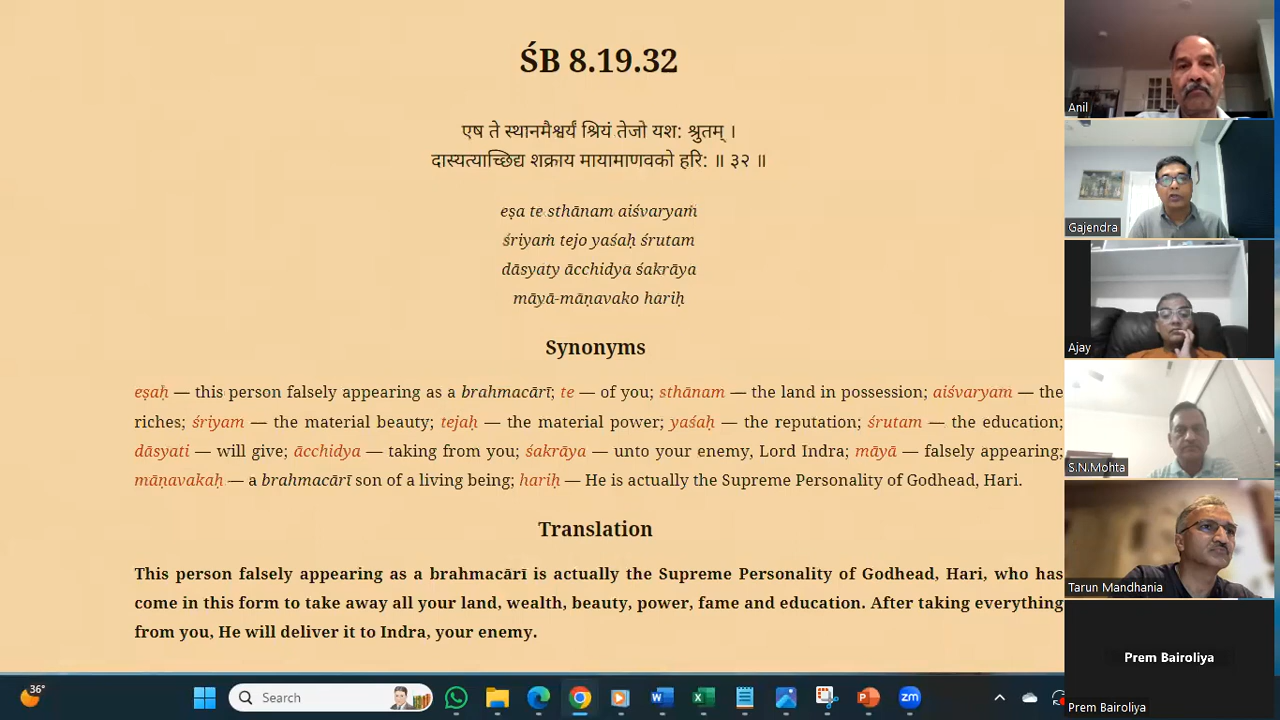 ŚB 8.19.32
एष ते स्थानमैश्वर्यं श्रियं तेजो यश: श्रुतम् ।
दास्यत्याच्छिद्य शक्राय मायामाणवको हरि: ॥ ३२ ॥
eṣa te sthānam aiśvaryaṁ
śriyaṁ tejo yaśaḥ śrutam
dāsyaty ācchidya śakrāya
māyā-māṇavako hariḥ
Synonyms
eṣaḥ — this person falsely appearing as a brahmacārī; te — of you; sthānam — the land in possession; aiśvaryam — the
riches; śriyam — the material beauty; tejaḥ — the material power; yaśaḥ — the reputation; śrutam — the education;
dāsyati — will give; ācchidya — taking from you; śakrāya — unto your enemy, Lord Indra; māyā — falsely appearing;
māṇavakaḥ — a brahmacārī son of a living being; hariḥ — He is actually the Supreme Personality of Godhead, Hari.
Translation
This person falsely appearing as a brahmacārī is actually the Supreme Personality of Godhead, Hari, who has
come in this form to take away all your land, wealth, beauty, power, fame and education. After taking everything
from you, He will deliver it to Indra, your enemy.
Anil
Gajendra
Ajay
S.N.Mohta
Tarun Mandhania
Prem Bairoliya
Prem Bairoliya
36°
Search
zm